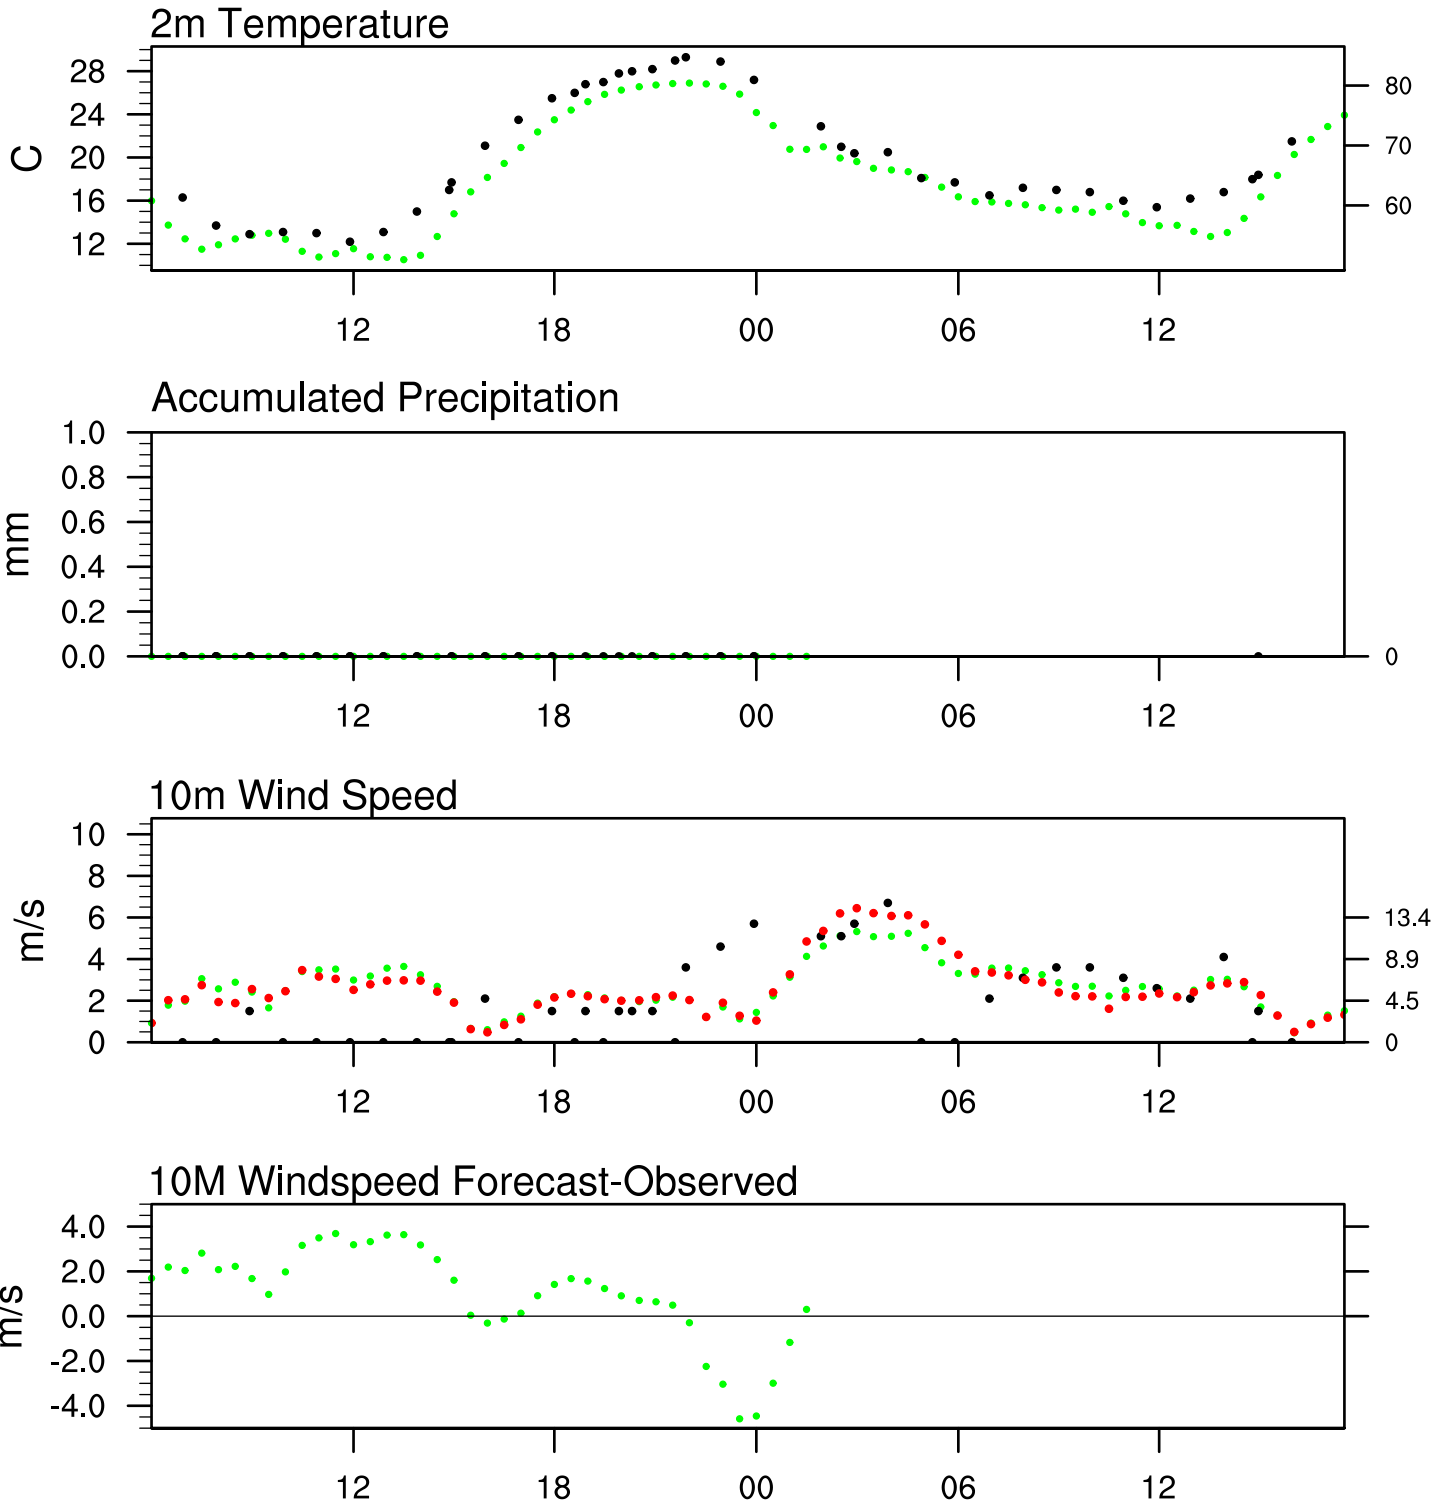 2m Temperature
28
24
20
16
12
C
80
70
60
12 18 00 06 12
Accumulated Precipitation
1.0
0.8
0.6
0.4
0.2
0.0
mm
0
12 18 00 06 12
10m Wind Speed
10
8
6
4
2
0
m/s
13.4
8.9
4.5
0
12 18 00 06 12
10M Windspeed Forecast-Observed
4.0
2.0
0.0
-2.0
-4.0
m/s
12 18 00 06 12